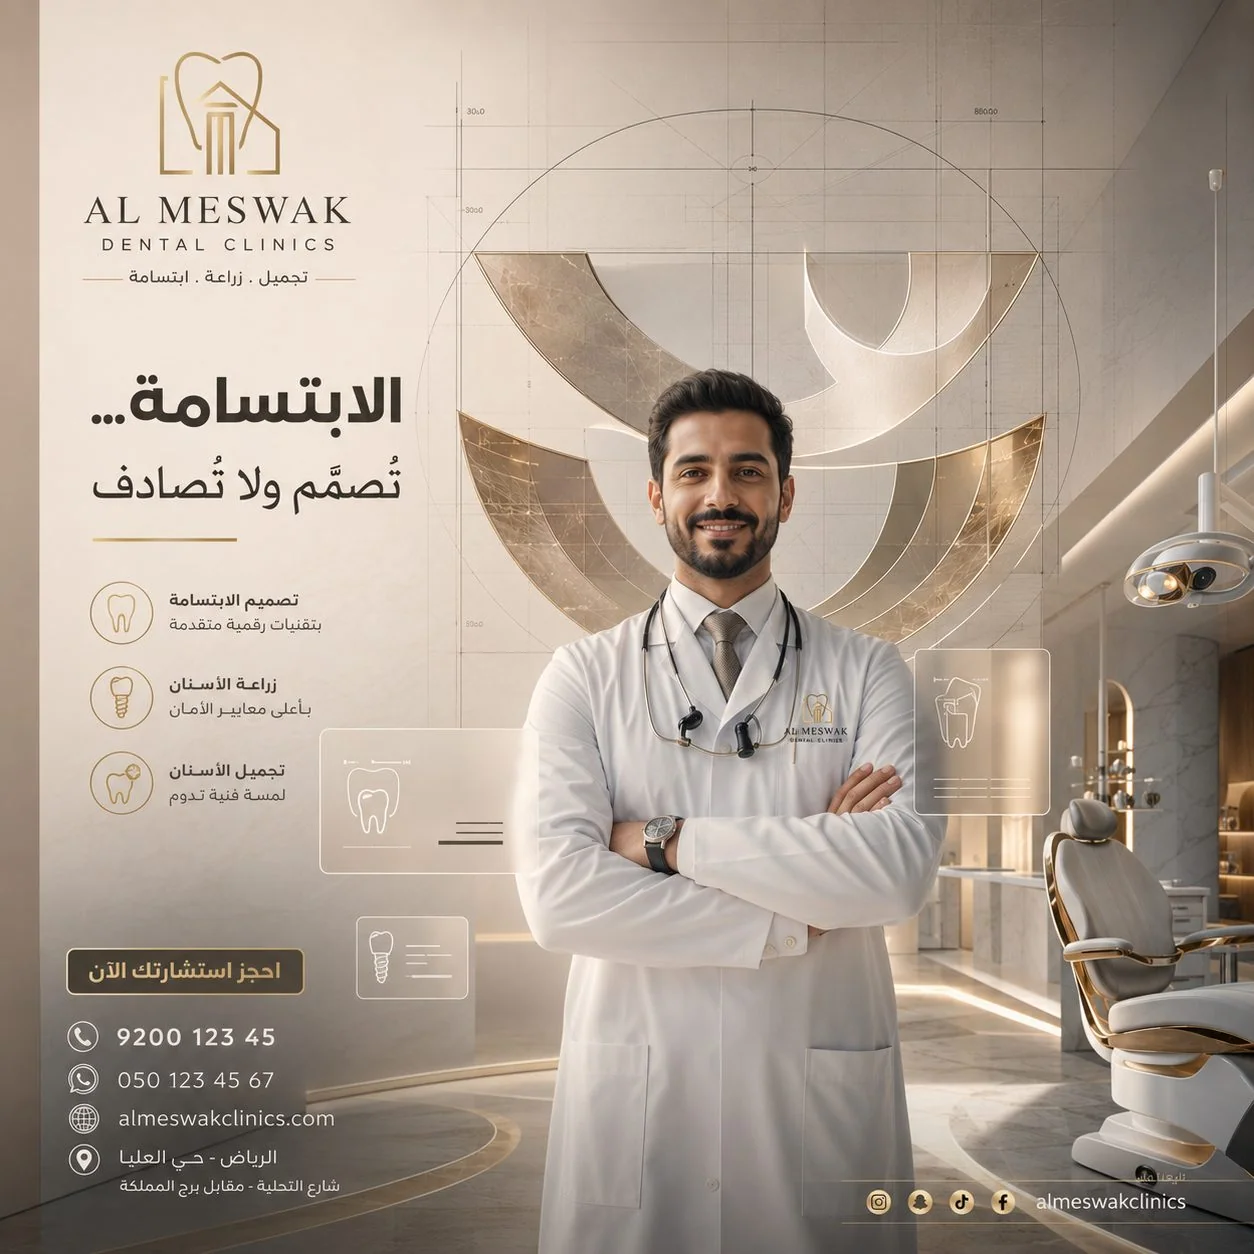 AL MESWAK
DENTAL CLINICS
تجميل . زراعة . ابتسامة
الابتسامة...
تُصمَّم ولا تُصادف
تصميم الابتسامة
بتقنيات رقمية متقدمة
زراعة الأسنان
بأعلى معايير الأمان
تجميل الأسنان
لمسة فنية تدوم
AL MESWAK
DENTAL CLINICS
احجز استشارتك الآن
9200 123 45
050 123 45 67
almeswakclinics.com
الرياض - حي العليا
شارع التحلية - مقابل برج المملكة
almeswakclinics